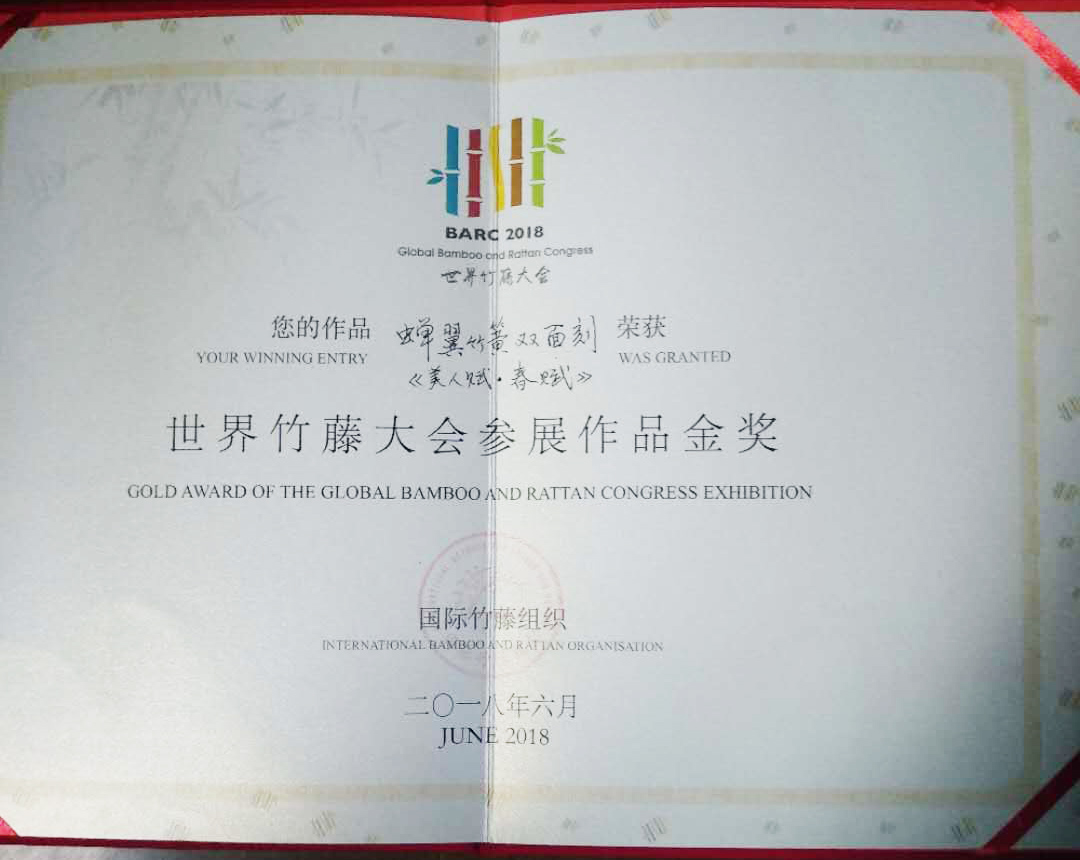 BARC 2018
Global Bamboo and Rattan Congress
世界竹藤大会
您的作品 蝉翼竹簧双面刻 荣获
YOUR WINNING ENTRY WAS GRANTED
《美人赋·春赋》
世界竹藤大会参展作品金奖
GOLD AWARD OF THE GLOBAL BAMBOO AND RATTAN CONGRESS EXHIBITION
国际竹藤组织
INTERNATIONAL BAMBOO AND RATTAN ORGANISATION
二〇一八年六月
JUNE 2018